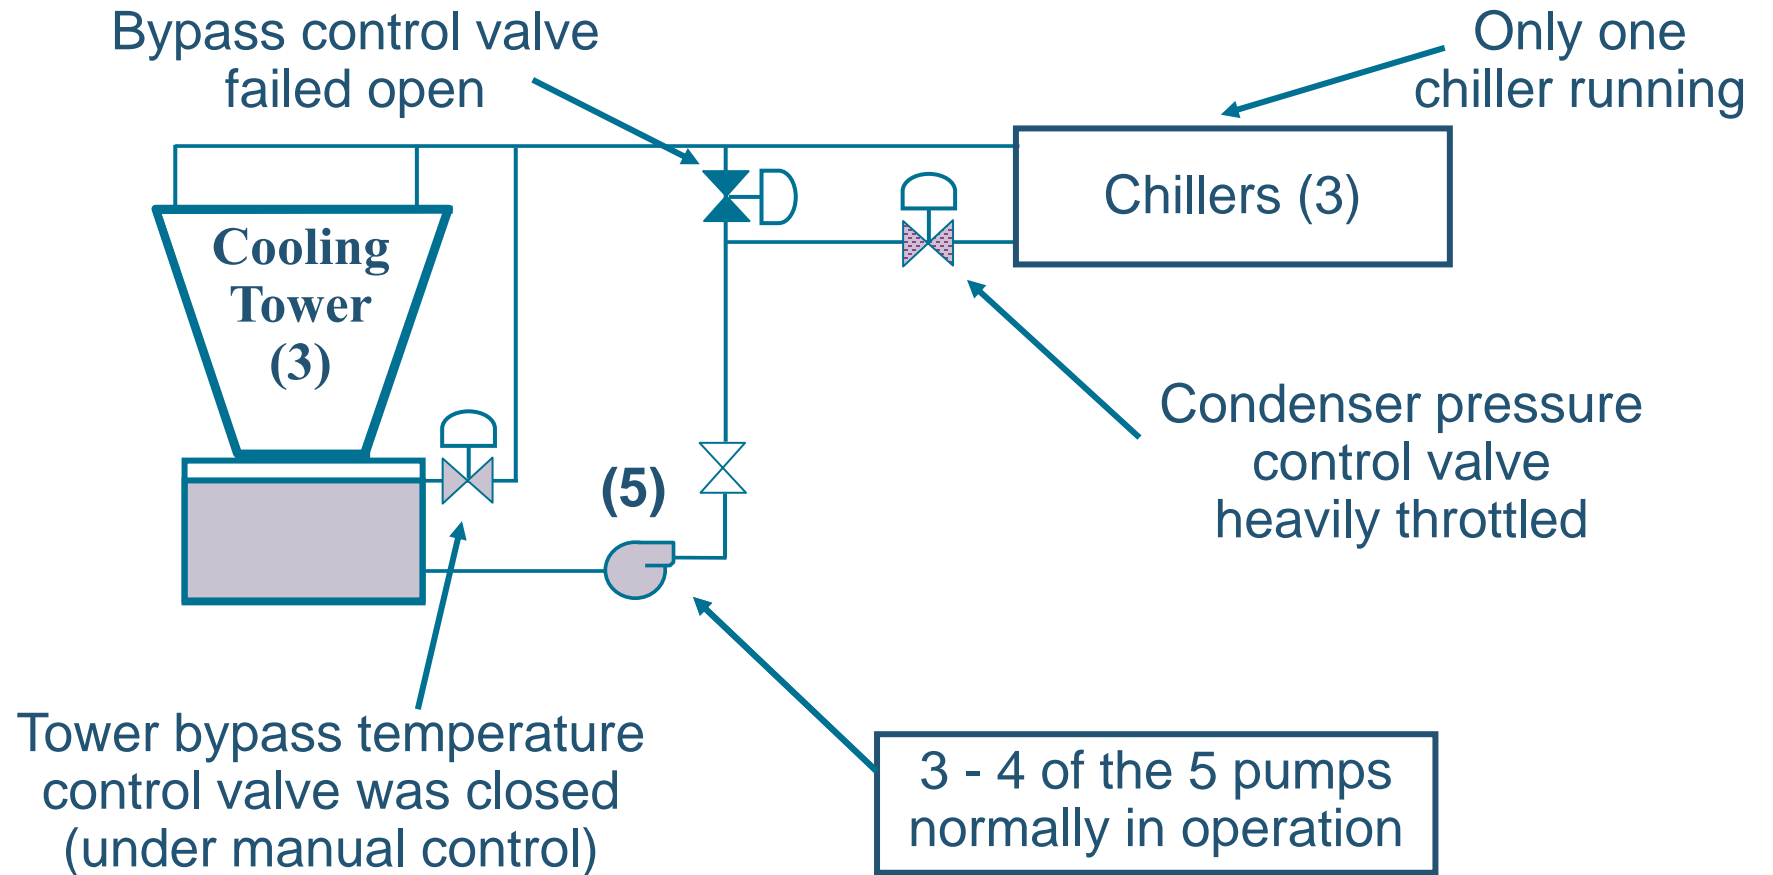 Bypass control valve
failed open
Only one
chiller running
Chillers (3)
Cooling
Tower
(3)
Condenser pressure
control valve
heavily throttled
(5)
Tower bypass temperature
control valve was closed
(under manual control)
3 - 4 of the 5 pumps
normally in operation